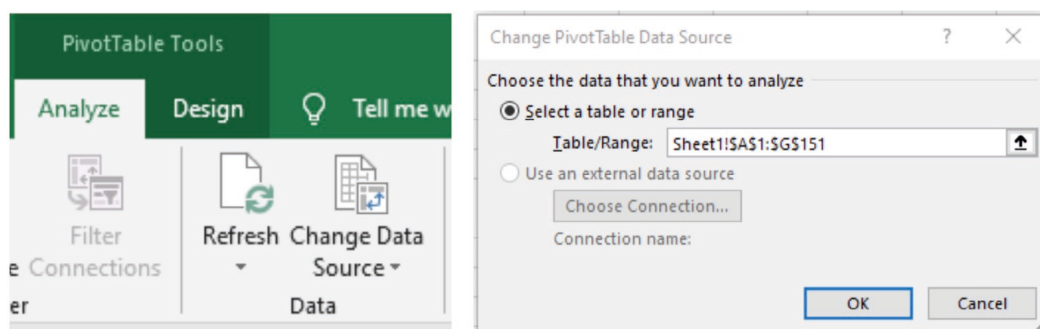 PivotTable Tools
Analyze Design Tell me w
Filter
e Connections
er
Refresh Change Data
Source
Data
Change PivotTable Data Source ? ×
Choose the data that you want to analyze
Select a table or range
Table/Range: Sheet1!$A$1:$G$151
Use an external data source
Choose Connection...
Connection name:
OK Cancel